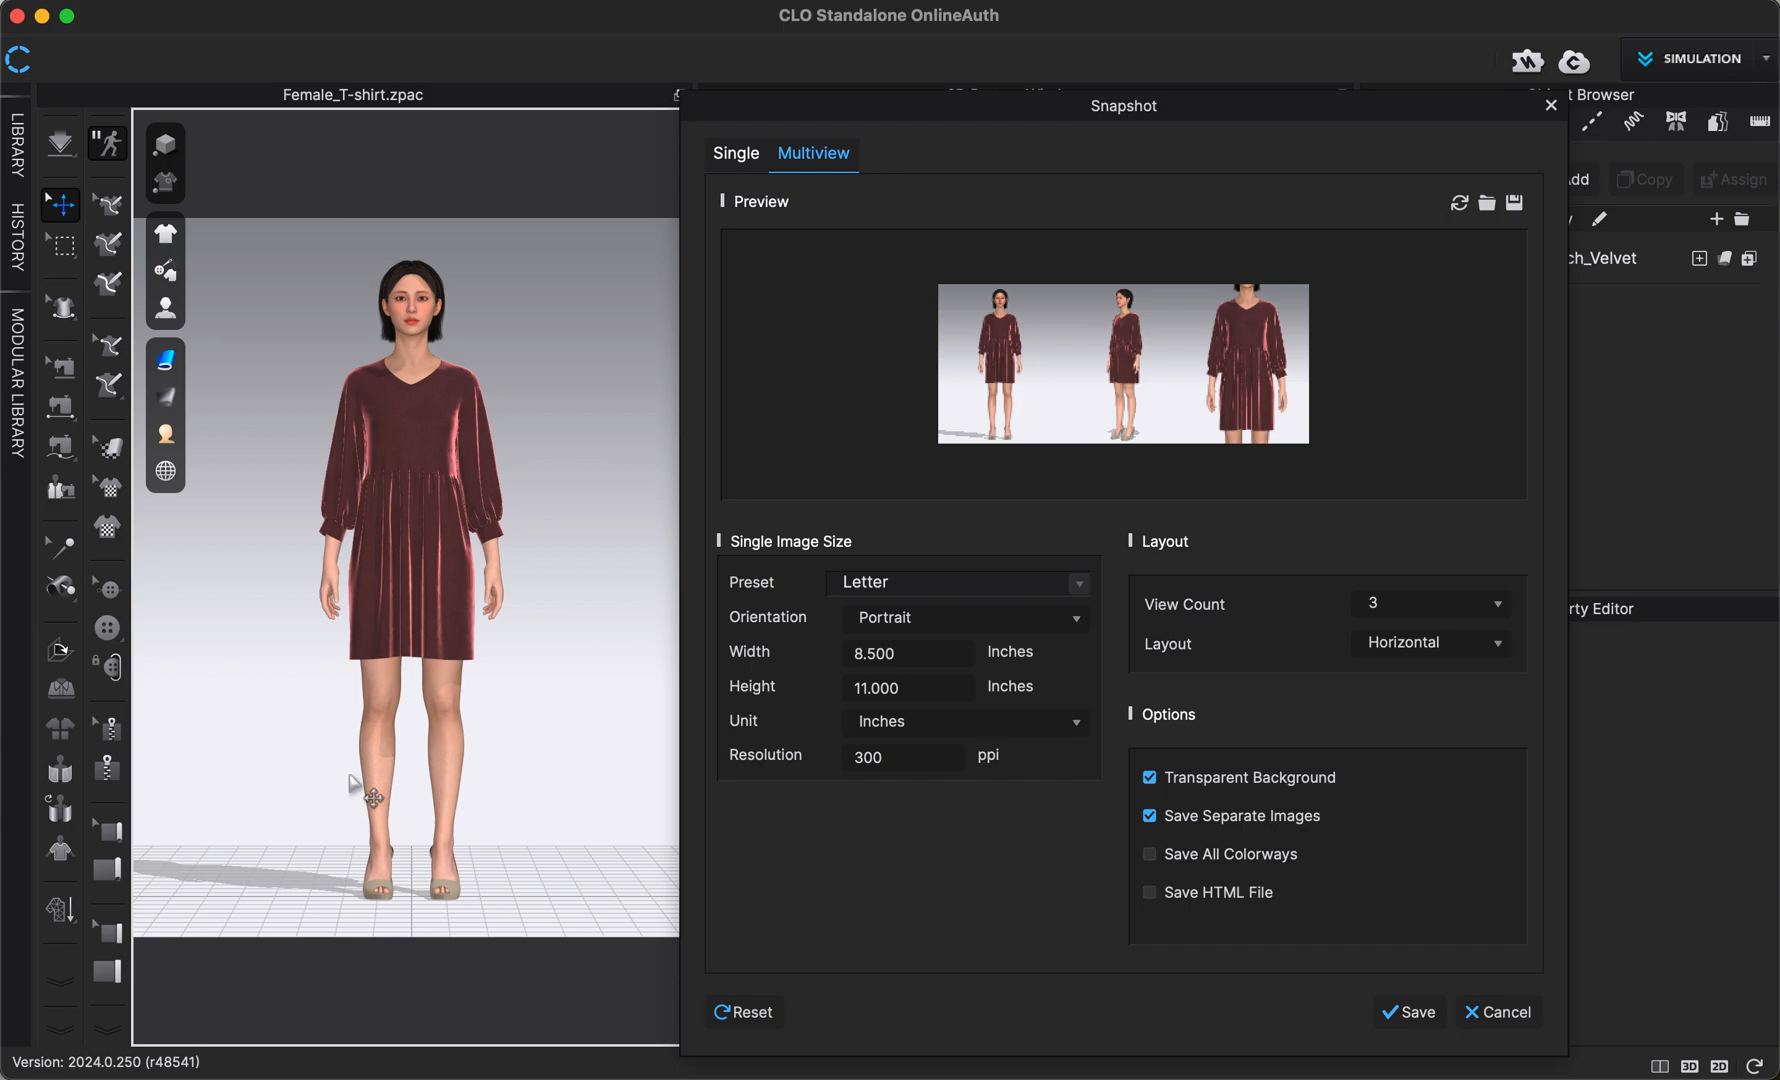 CLO Standalone OnlineAuth
SIMULATION
Female_T-shirt.zpac
Snapshot
t Browser
LIBRARY
HISTORY
MODULAR LIBRARY
Single
Multiview
Preview
dd
Copy
Assign
ch_Velvet
Single Image Size
Preset
Letter
Orientation
Portrait
Width
8.500
Inches
Height
11.000
Inches
Unit
Inches
Resolution
300
ppi
Layout
View Count
3
Layout
Horizontal
rty Editor
Options
Transparent Background
Save Separate Images
Save All Colorways
Save HTML File
Reset
Save
Cancel
Version: 2024.0.250 (r48541)
3D
2D